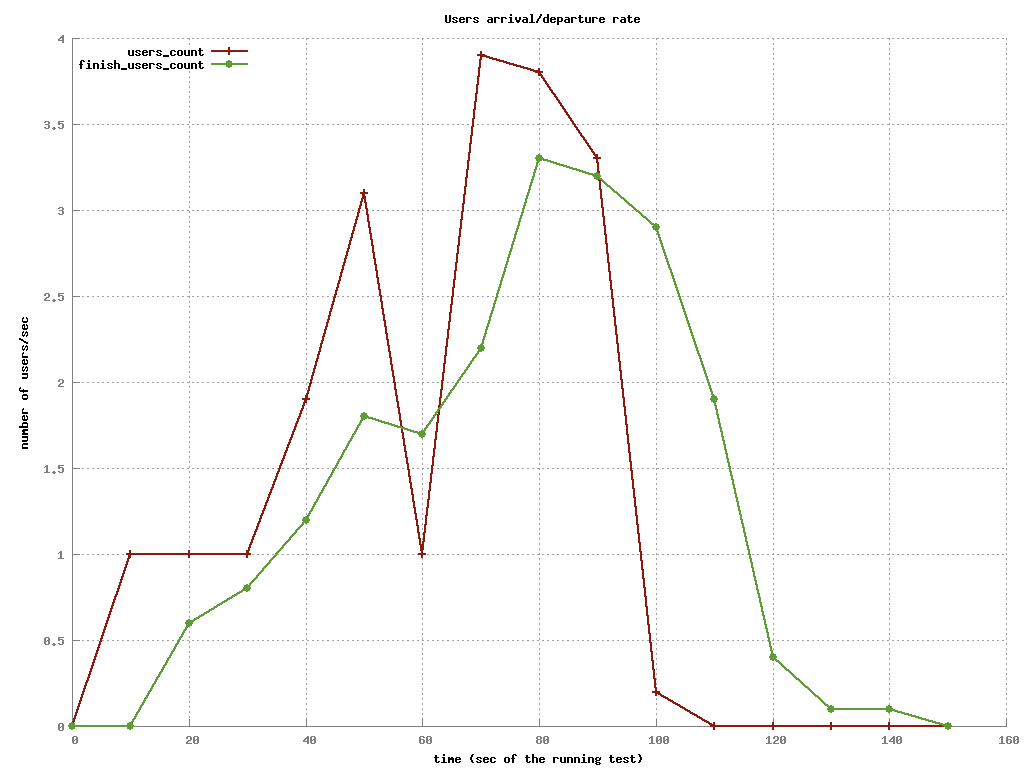 Users arrival/departure rate
users_count
finish_users_count
4
3.5
3
2.5
2
1.5
1
0.5
0
number of users/sec
0 20 40 60 80 100 120 140 160
time (sec of the running test)